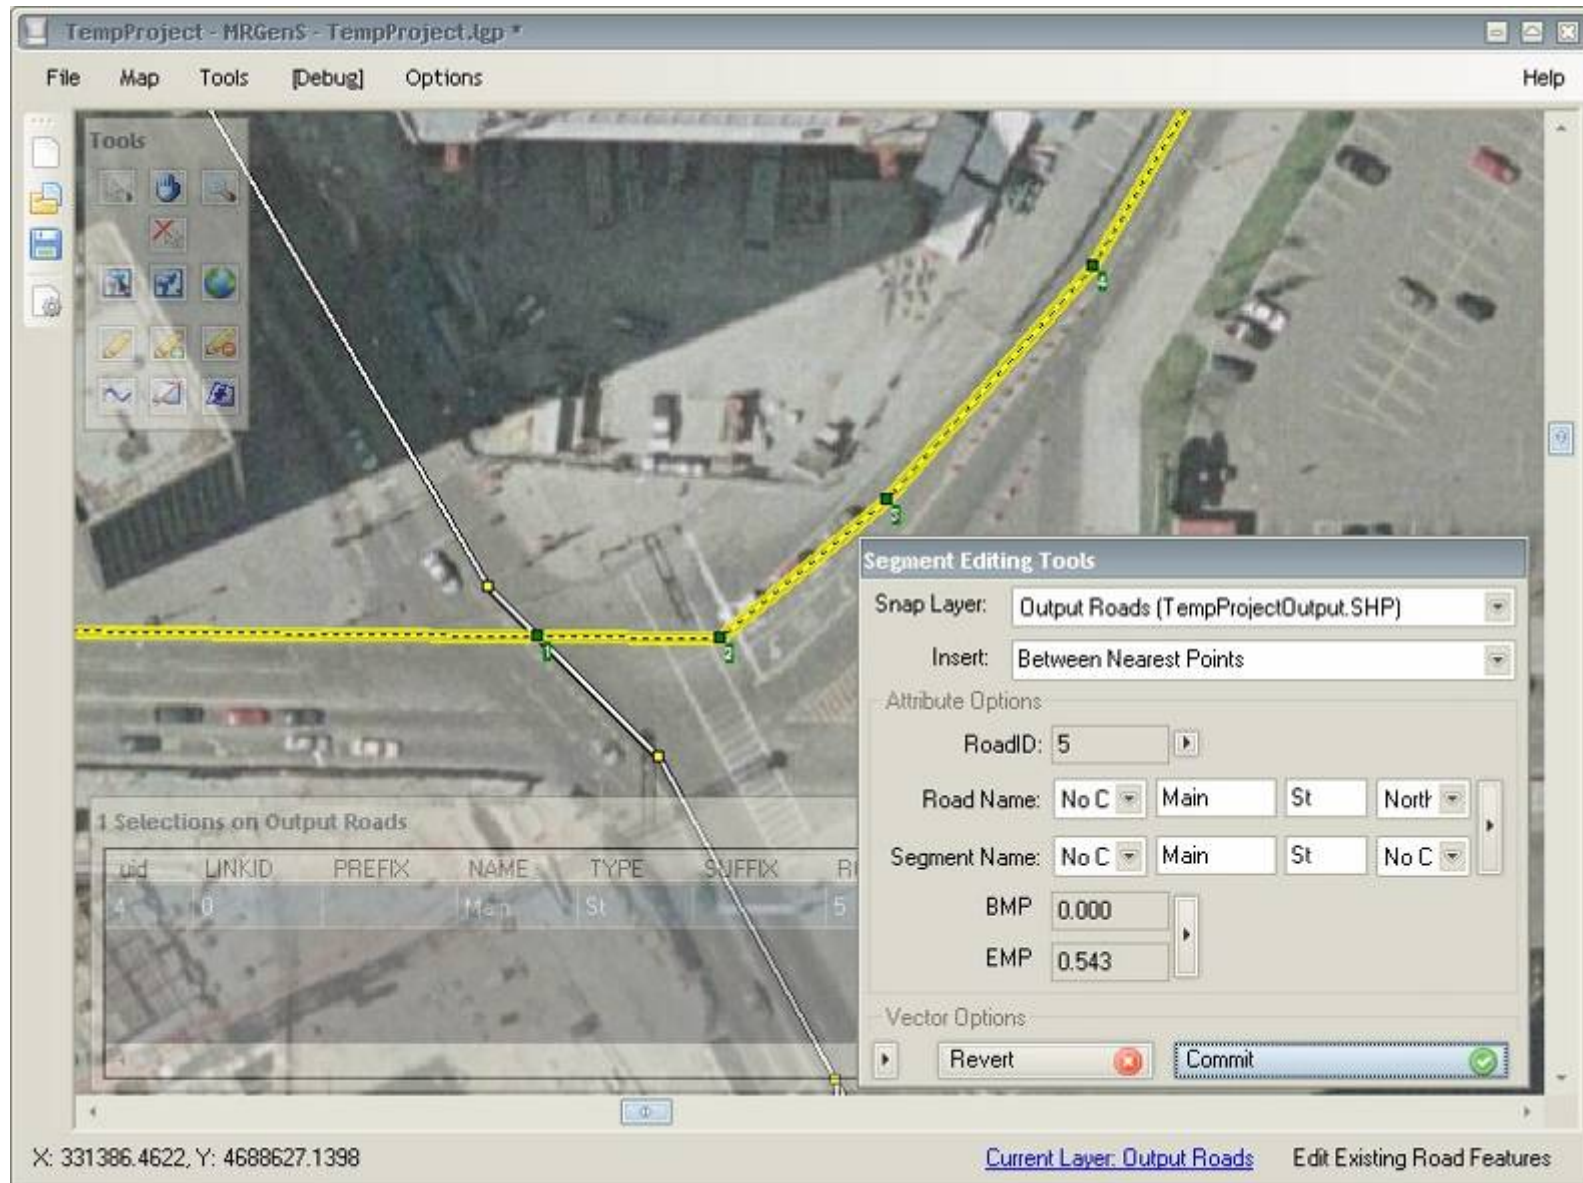 TempProject - MRGenS - TempProject.lgp *
File Map Tools [Debug] Options Help
Tools
1
2
3
4
Segment Editing Tools
Snap Layer: Output Roads (TempProjectOutput.SHP)
Insert: Between Nearest Points
Attribute Options
RoadID: 5
Road Name: No C Main St North
Segment Name: No C Main St No C
BMP 0.000
EMP 0.543
Vector Options
Revert Commit
1 Selections on Output Roads
uid LINKID PREFIX NAME TYPE SUFFIX
4 0 Main St 5
X: 331386.4622, Y: 4688627.1398 Current Layer: Output Roads Edit Existing Road Features